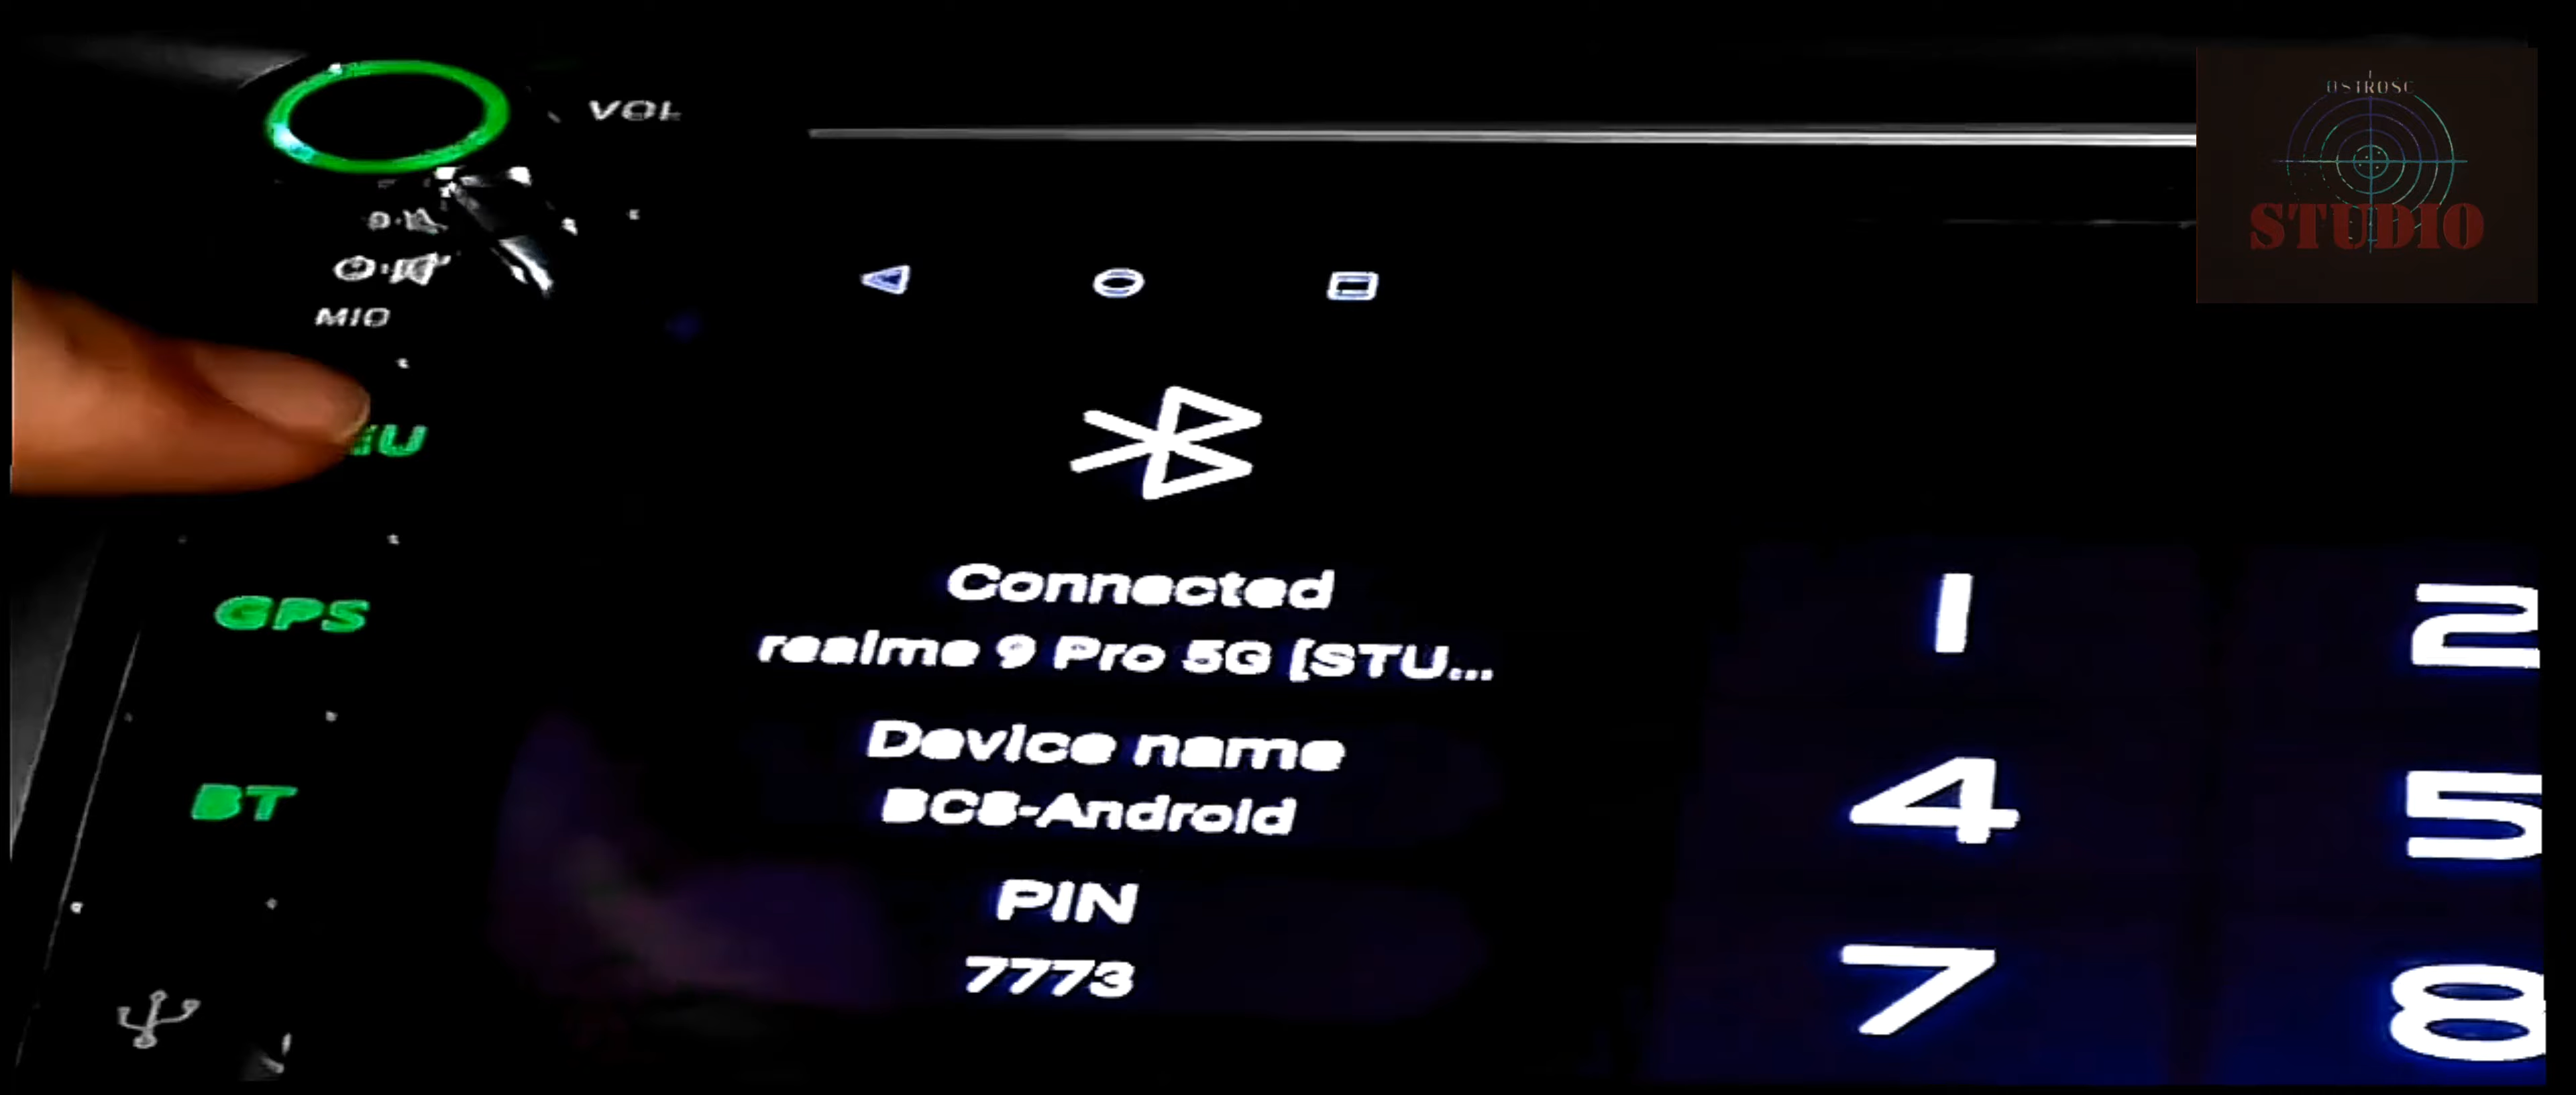 VOL
MIC
GPS
BT
Connected
realme 9 Pro 5G [STU...
Device name
BC8-Android
PIN
7773
1 2
4 5
7 8
OSTROŚĆ
STUDIO